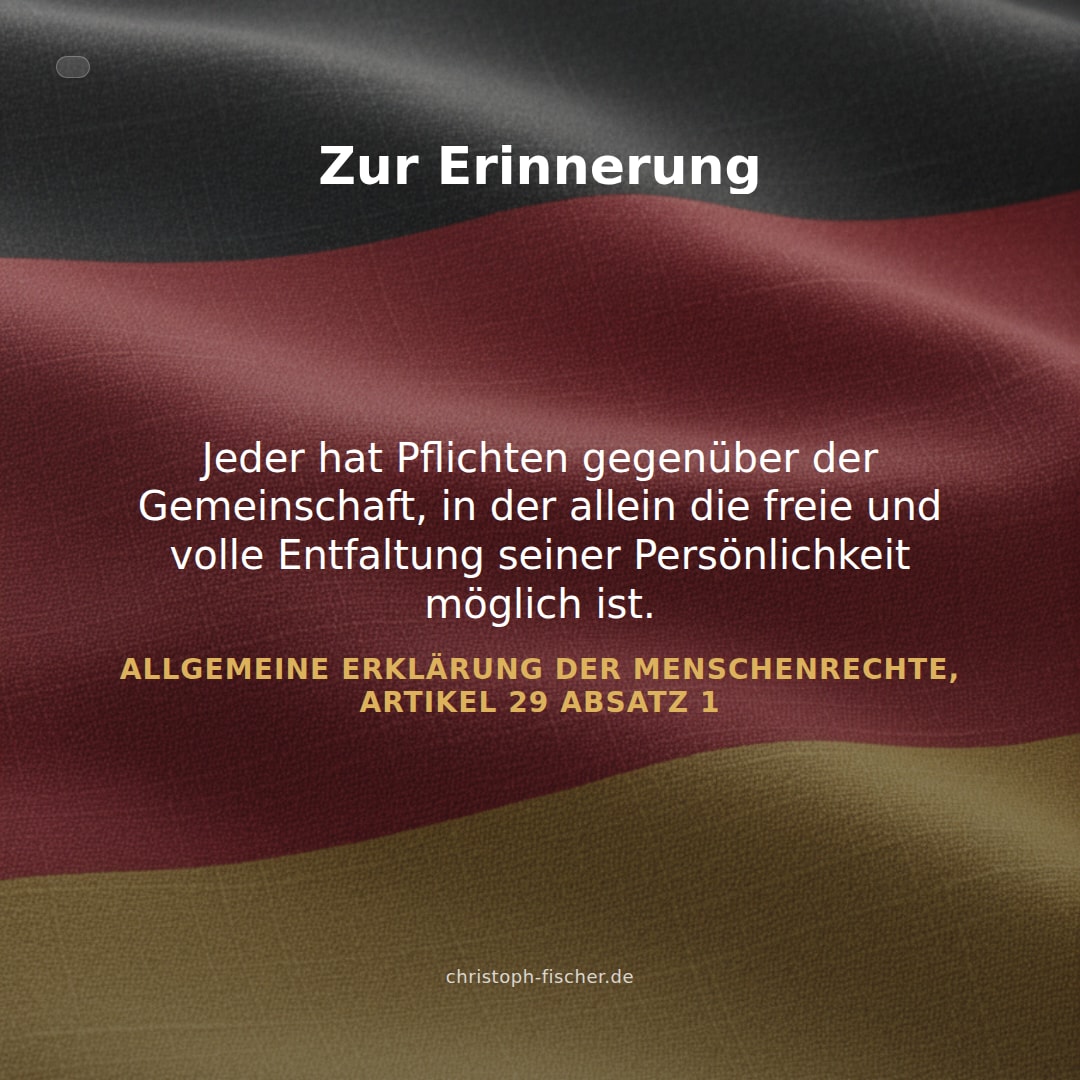 Zur Erinnerung
Jeder hat Pflichten gegenüber der
Gemeinschaft, in der allein die freie und
volle Entfaltung seiner Persönlichkeit
möglich ist.
ALLGEMEINE ERKLÄRUNG DER MENSCHENRECHTE,
ARTIKEL 29 ABSATZ 1
christoph-fischer.de